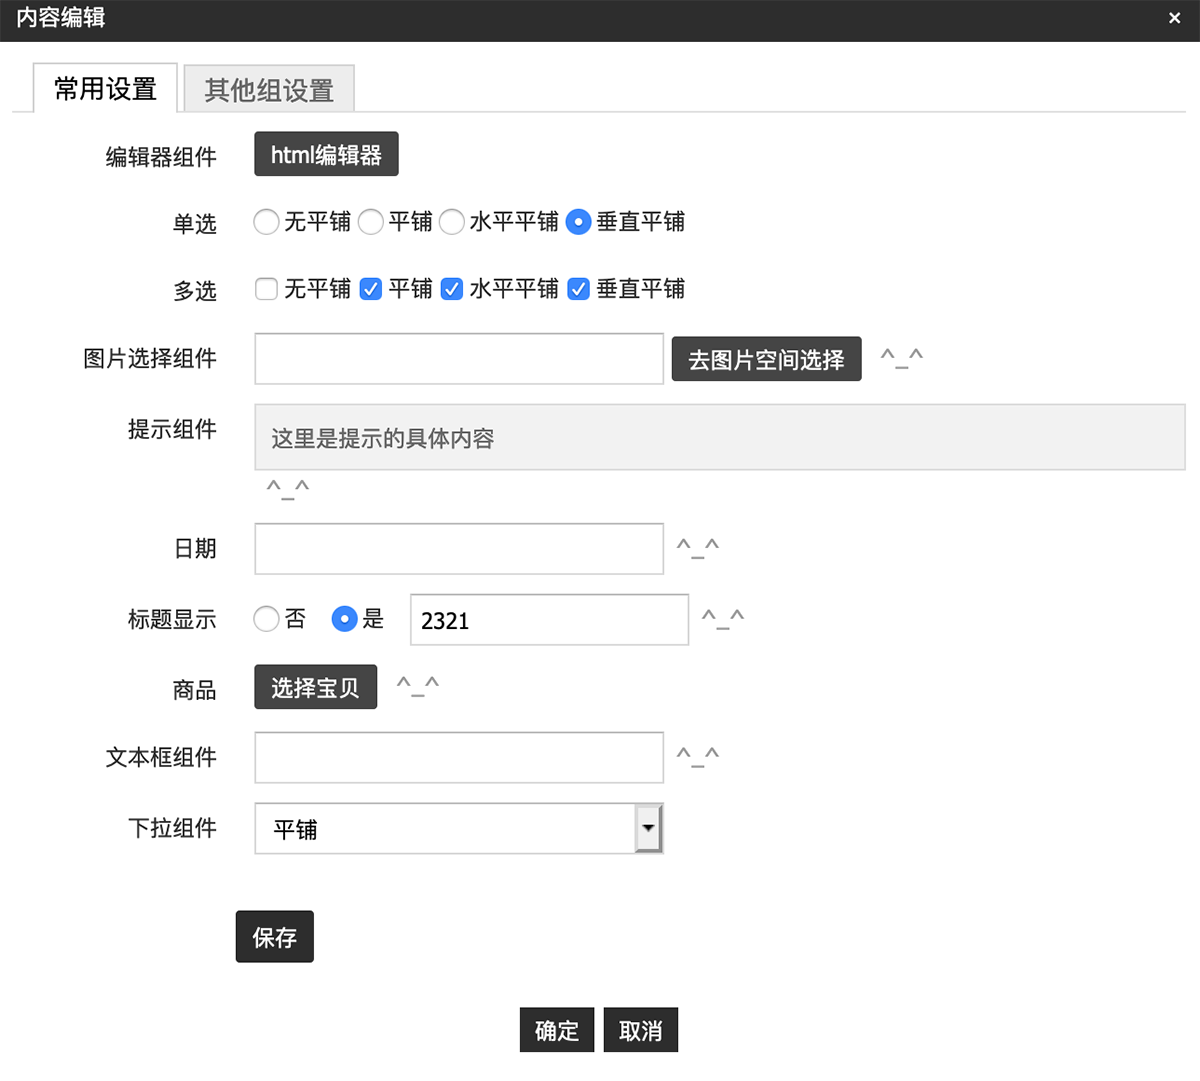 内容编辑 ×
常用设置 其他组设置
编辑器组件 html编辑器
单选 无平铺 平铺 水平平铺 垂直平铺
多选 无平铺 平铺 水平平铺 垂直平铺
图片选择组件 去图片空间选择 ^_^
提示组件 这里是提示的具体内容
^_^
日期 ^_^
标题显示 否 是 2321 ^_^
商品 选择宝贝 ^_^
文本框组件 ^_^
下拉组件 平铺
保存
确定 取消